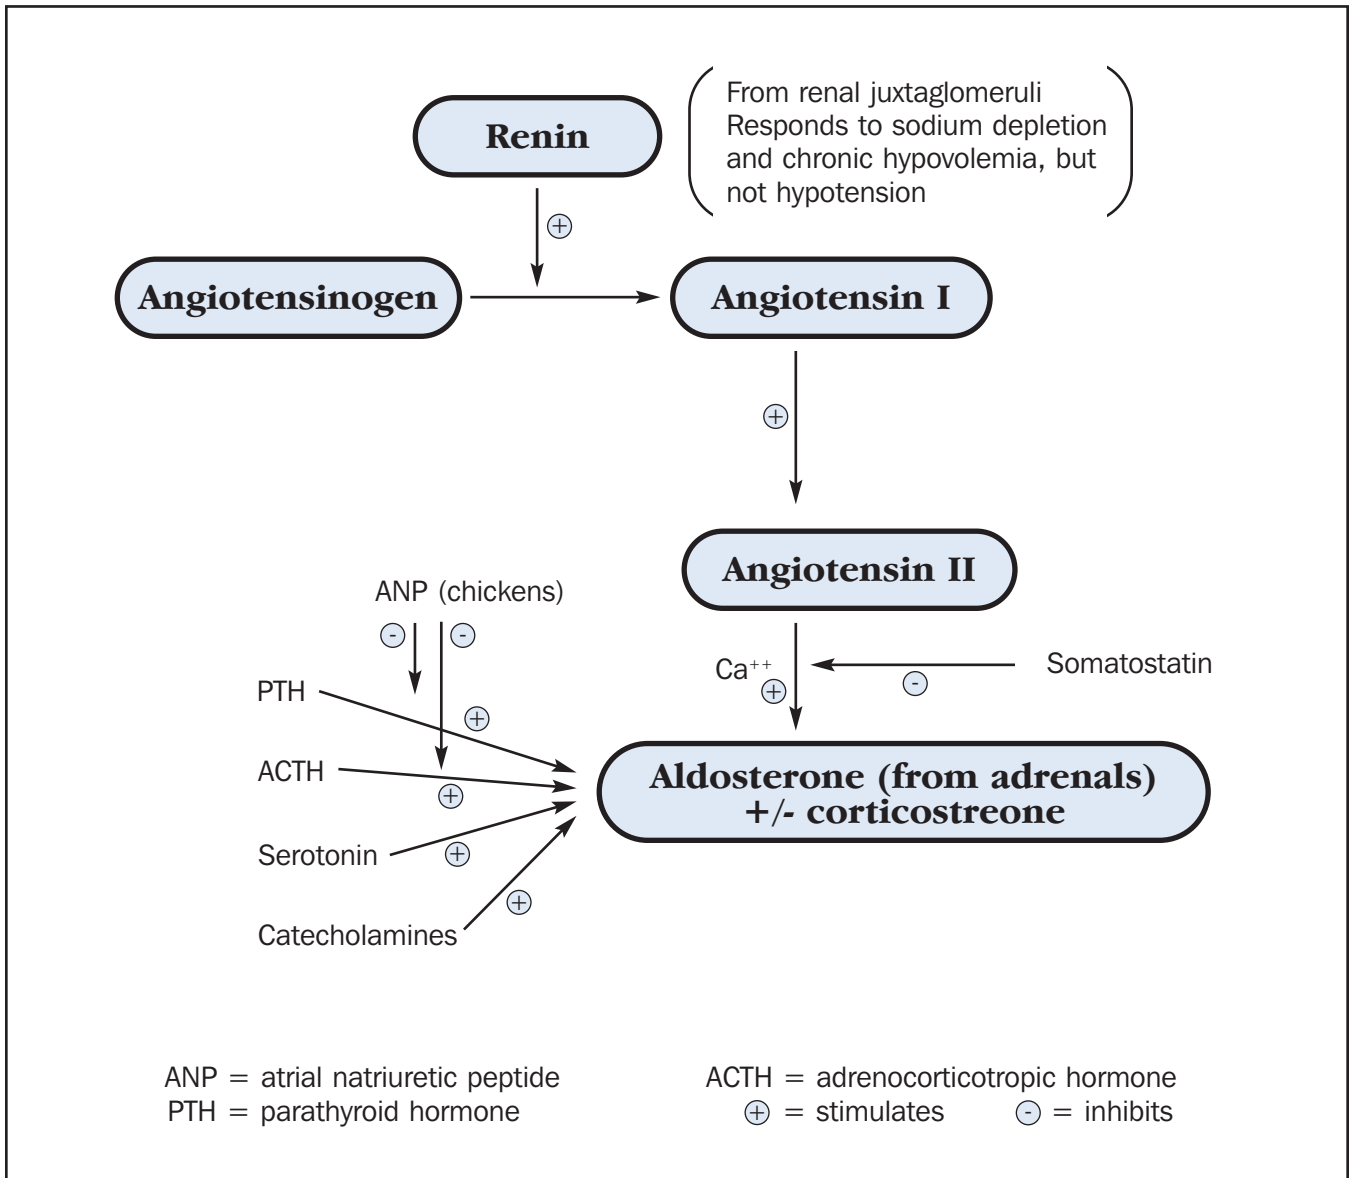 Renin
From renal juxtaglomeruli
Responds to sodium depletion
and chronic hypovolemia, but
not hypotension
+
Angiotensinogen
Angiotensin I
+
Angiotensin II
ANP (chickens)
- -
Ca++
+
-
Somatostatin
PTH
+
ACTH
+
Aldosterone (from adrenals)
+/- corticostreone
Serotonin
+
Catecholamines
+
ANP = atrial natriuretic peptide
PTH = parathyroid hormone
ACTH = adrenocorticotropic hormone
+ = stimulates - = inhibits